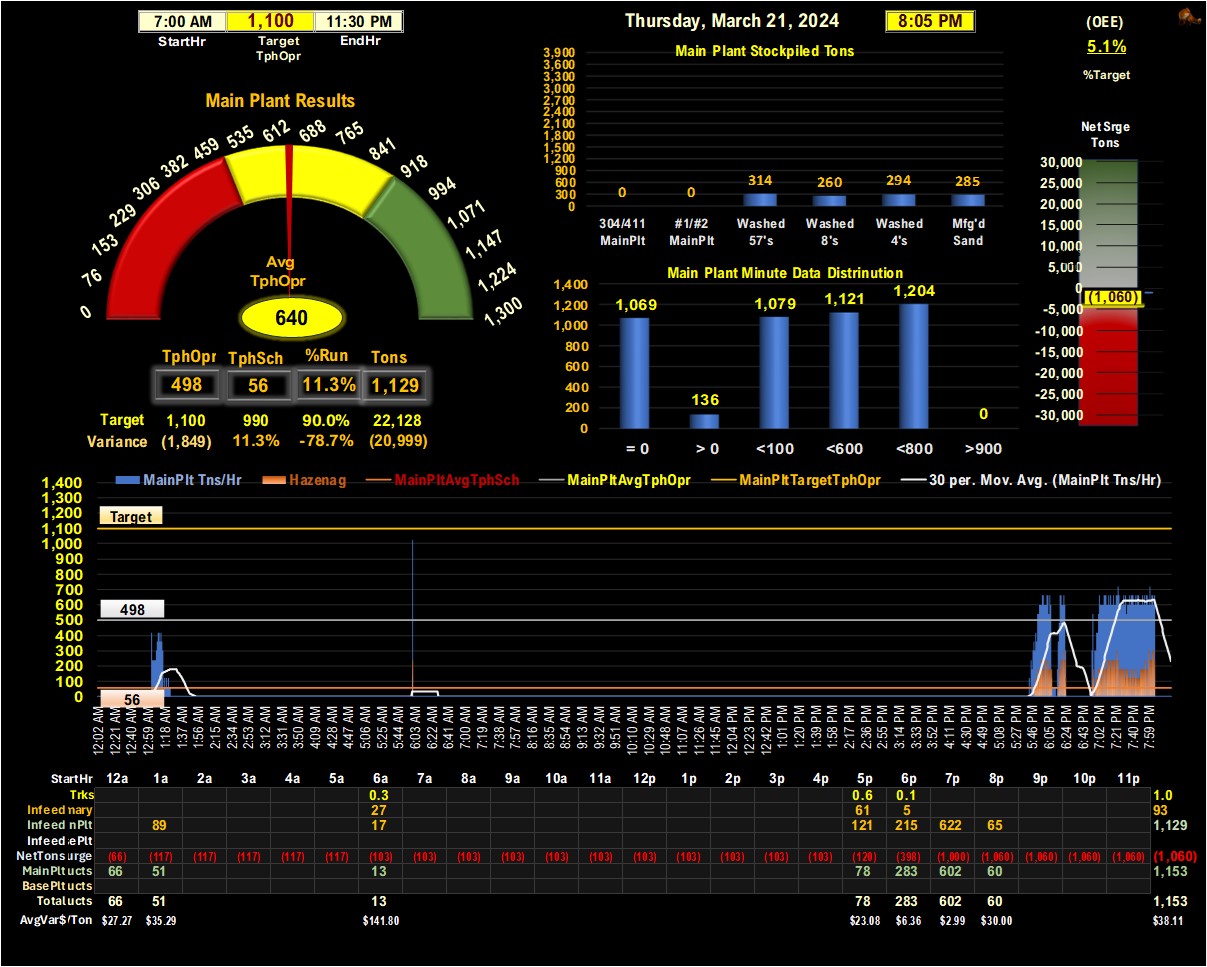 7:00 AM 1,100 11:30 PM
StartHr Target EndHr
TphOpr
Thursday, March 21, 2024 8:05 PM
(OEE)
5.1%
%Target
Main Plant Results
0 76 153 229 306 382 459 535 612 688 765 841 918 994 1,071 1,147 1,224 1,300
Avg
TphOpr
640
TphOpr TphSch %Run Tons
498 56 11.3% 1,129
Target 1,100 990 90.0% 22,128
Variance (1,849) 11.3% -78.7% (20,999)
Main Plant Stockpiled Tons
3,900
3,600
3,300
3,000
2,700
2,400
2,100
1,800
1,500
1,200
900
600
300
0
0 0 314 260 294 285
304/411 #1/#2 Washed Washed Washed Mfg'd
MainPlt MainPlt 57's 8's 4's Sand
Main Plant Minute Data Distrinution
1,400
1,200
1,000
800
600
400
200
0
1,069 136 1,079 1,121 1,204 0
= 0 > 0 <100 <600 <800 >900
Net Srge
Tons
30,000
25,000
20,000
15,000
10,000
5,000
0
(1,060)
-5,000
-10,000
-15,000
-20,000
-25,000
-30,000
MainPlt Tns/Hr Hazenag MainPltAvgTphSch MainPltAvgTphOpr MainPltTargetTphOpr 30 per. Mov. Avg. (MainPlt Tns/Hr)
1,400
1,300
1,200
1,100
1,000
900
800
700
600
500
400
300
200
100
0
Target
498
56
12:02 AM 12:21 AM 12:40 AM 12:59 AM 1:18 AM 1:37 AM 1:56 AM 2:15 AM 2:34 AM 2:53 AM 3:12 AM 3:31 AM 3:50 AM 4:09 AM 4:28 AM 4:47 AM 5:06 AM 5:25 AM 5:44 AM 6:03 AM 6:22 AM 6:41 AM 7:00 AM 7:19 AM 7:38 AM 7:57 AM 8:16 AM 8:35 AM 8:54 AM 9:13 AM 9:32 AM 9:51 AM 10:10 AM 10:29 AM 10:48 AM 11:07 AM 11:26 AM 11:45 AM 12:04 PM 12:23 PM 12:42 PM 1:01 PM 1:20 PM 1:39 PM 1:58 PM 2:17 PM 2:36 PM 2:55 PM 3:14 PM 3:33 PM 3:52 PM 4:11 PM 4:30 PM 4:49 PM 5:08 PM 5:27 PM 5:46 PM 6:05 PM 6:24 PM 6:43 PM 7:02 PM 7:21 PM 7:40 PM 7:59 PM
StartHr 12a 1a 2a 3a 4a 5a 6a 7a 8a 9a 10a 11a 12p 1p 2p 3p 4p 5p 6p 7p 8p 9p 10p 11p
Trks 0.3 0.6 0.1 1.0
Infeed nary 27 61 5 93
Infeed nPlt 89 17 121 215 622 65 1,129
Infeed ePlt
NetTons urge (66) (117) (117) (117) (117) (117) (103) (103) (103) (103) (103) (103) (103) (103) (103) (103) (103) (120) (398) (1,000) (1,060) (1,060) (1,060) (1,060) (1,060)
MainPlt ucts 66 51 13 78 283 602 60 1,153
BasePlt ucts
Total ucts 66 51 13 78 283 602 60 1,153
AvgVar$/Ton $27.27 $35.29 $141.80 $23.08 $6.36 $2.99 $30.00 $38.11